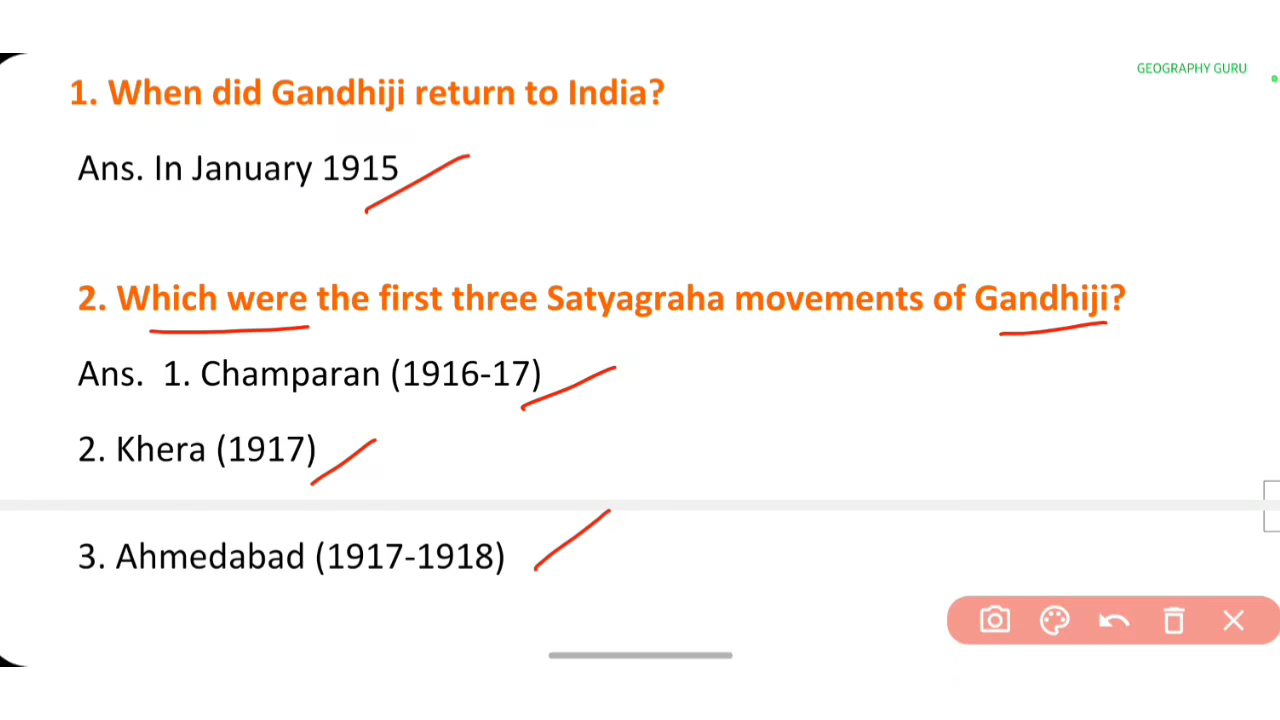 GEOGRAPHY GURU
1. When did Gandhiji return to India?
Ans. In January 1915
2. Which were the first three Satyagraha movements of Gandhiji?
Ans. 1. Champaran (1916-17)
2. Khera (1917)
3. Ahmedabad (1917-1918)